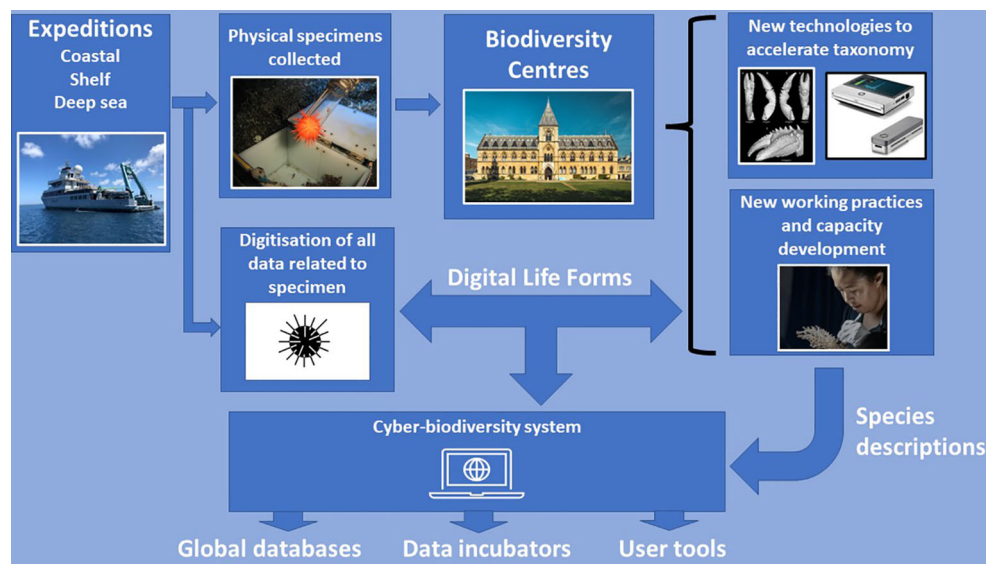 Expeditions
Coastal
Shelf
Deep sea
Physical specimens
collected
Biodiversity
Centres
New technologies to
accelerate taxonomy
New working practices
and capacity
development
Digitisation of all
data related to
specimen
Digital Life Forms
Cyber-biodiversity system
Species
descriptions
Global databases
Data incubators
User tools